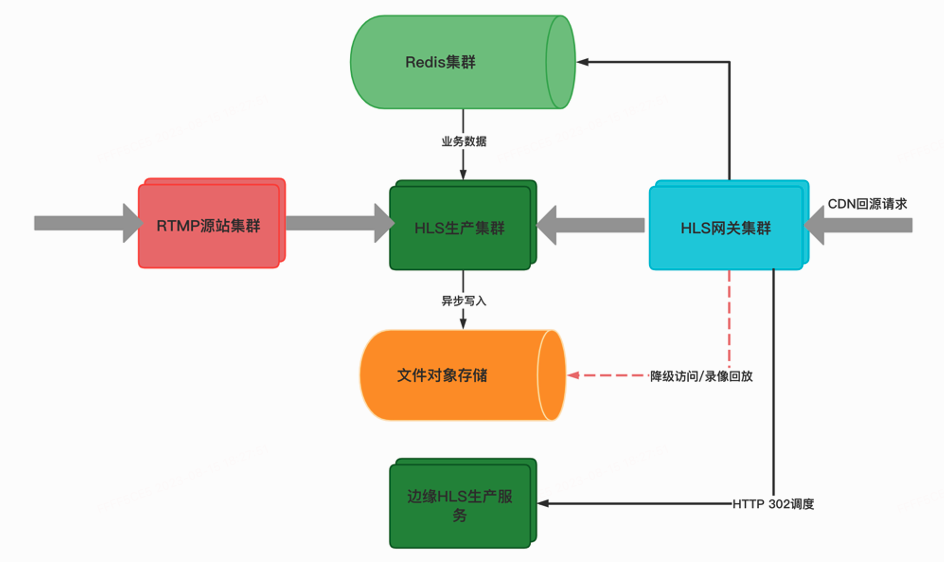 Redis集群
业务数据
CDN回源请求
RTMP源站集群
HLS生产集群
HLS网关集群
异步写入
文件对象存储
降级访问/录像回放
边缘HLS生产服
务
HTTP 302调度